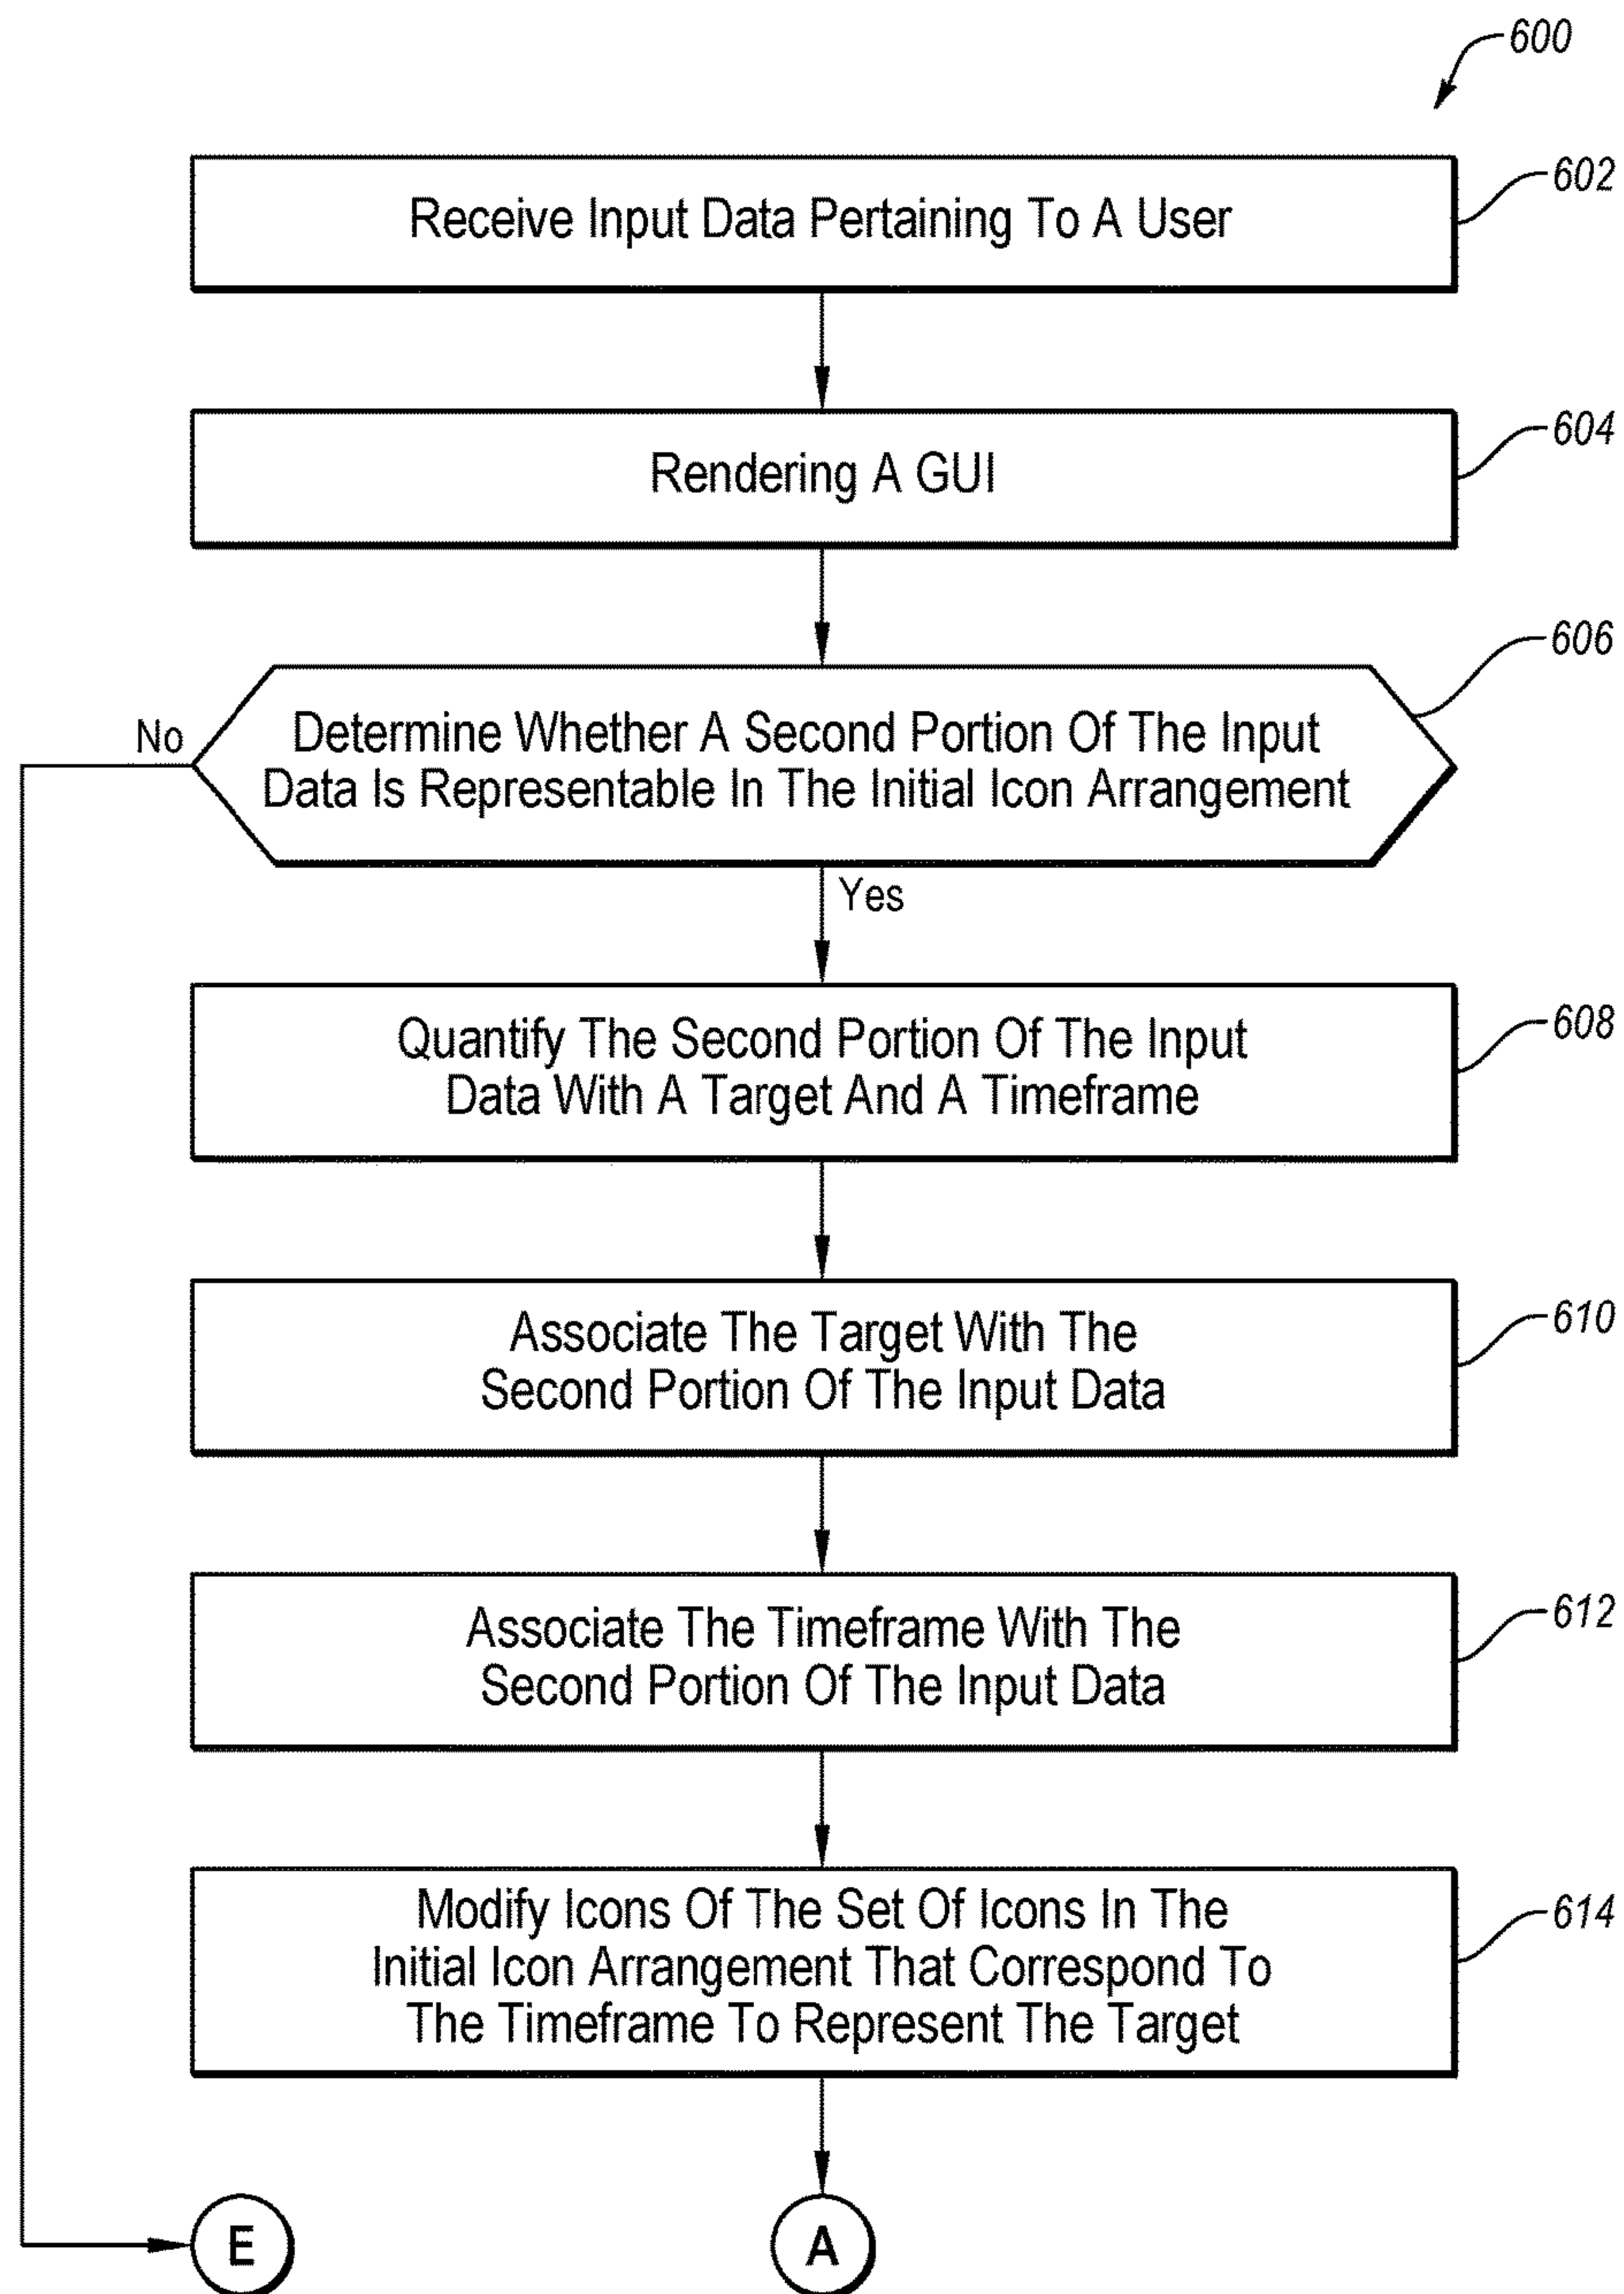 600
Receive Input Data Pertaining To A User
602
Rendering A GUI
604
606
No
Determine Whether A Second Portion Of The Input
Data Is Representable In The Initial Icon Arrangement
Yes
Quantify The Second Portion Of The Input
Data With A Target And A Timeframe
608
Associate The Target With The
Second Portion Of The Input Data
610
Associate The Timeframe With The
Second Portion Of The Input Data
612
Modify Icons Of The Set Of Icons In The
Initial Icon Arrangement That Correspond To
The Timeframe To Represent The Target
614
E
A